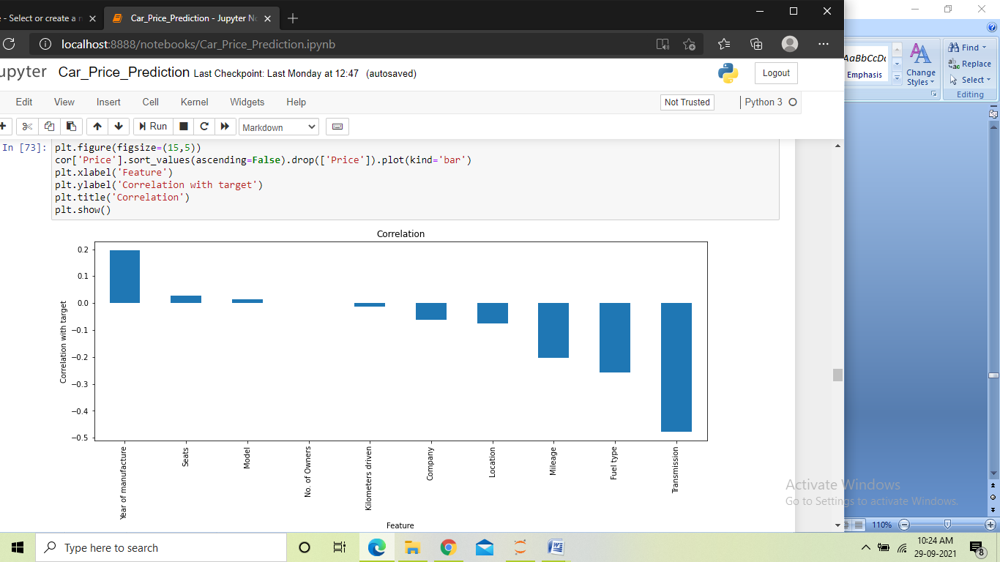 - Select or create a n
Car_Price_Prediction - Jupyter No
localhost:8888/notebooks/Car_Price_Prediction.ipynb
upyter Car_Price_Prediction Last Checkpoint: Last Monday at 12:47 (autosaved)
Logout
Edit View Insert Cell Kernel Widgets Help
Not Trusted
Python 3
Run
Markdown
In [73]: plt.figure(figsize=(15,5))
cor['Price'].sort_values(ascending=False).drop(['Price']).plot(kind='bar')
plt.xlabel('Feature')
plt.ylabel('Correlation with target')
plt.title('Correlation')
plt.show()
Correlation
0.2
0.1
0.0
−0.1
−0.2
−0.3
−0.4
−0.5
Correlation with target
Year of manufacture
Seats
Model
No. of Owners
Kilometers driven
Company
Location
Mileage
Fuel type
Transmission
Feature
AaBbCcDc
Emphasis
Change
Styles
Find
Replace
Select
Editing
Activate Windows
Go to Settings to activate Windows.
110%
Type here to search
10:24 AM
29-09-2021
8